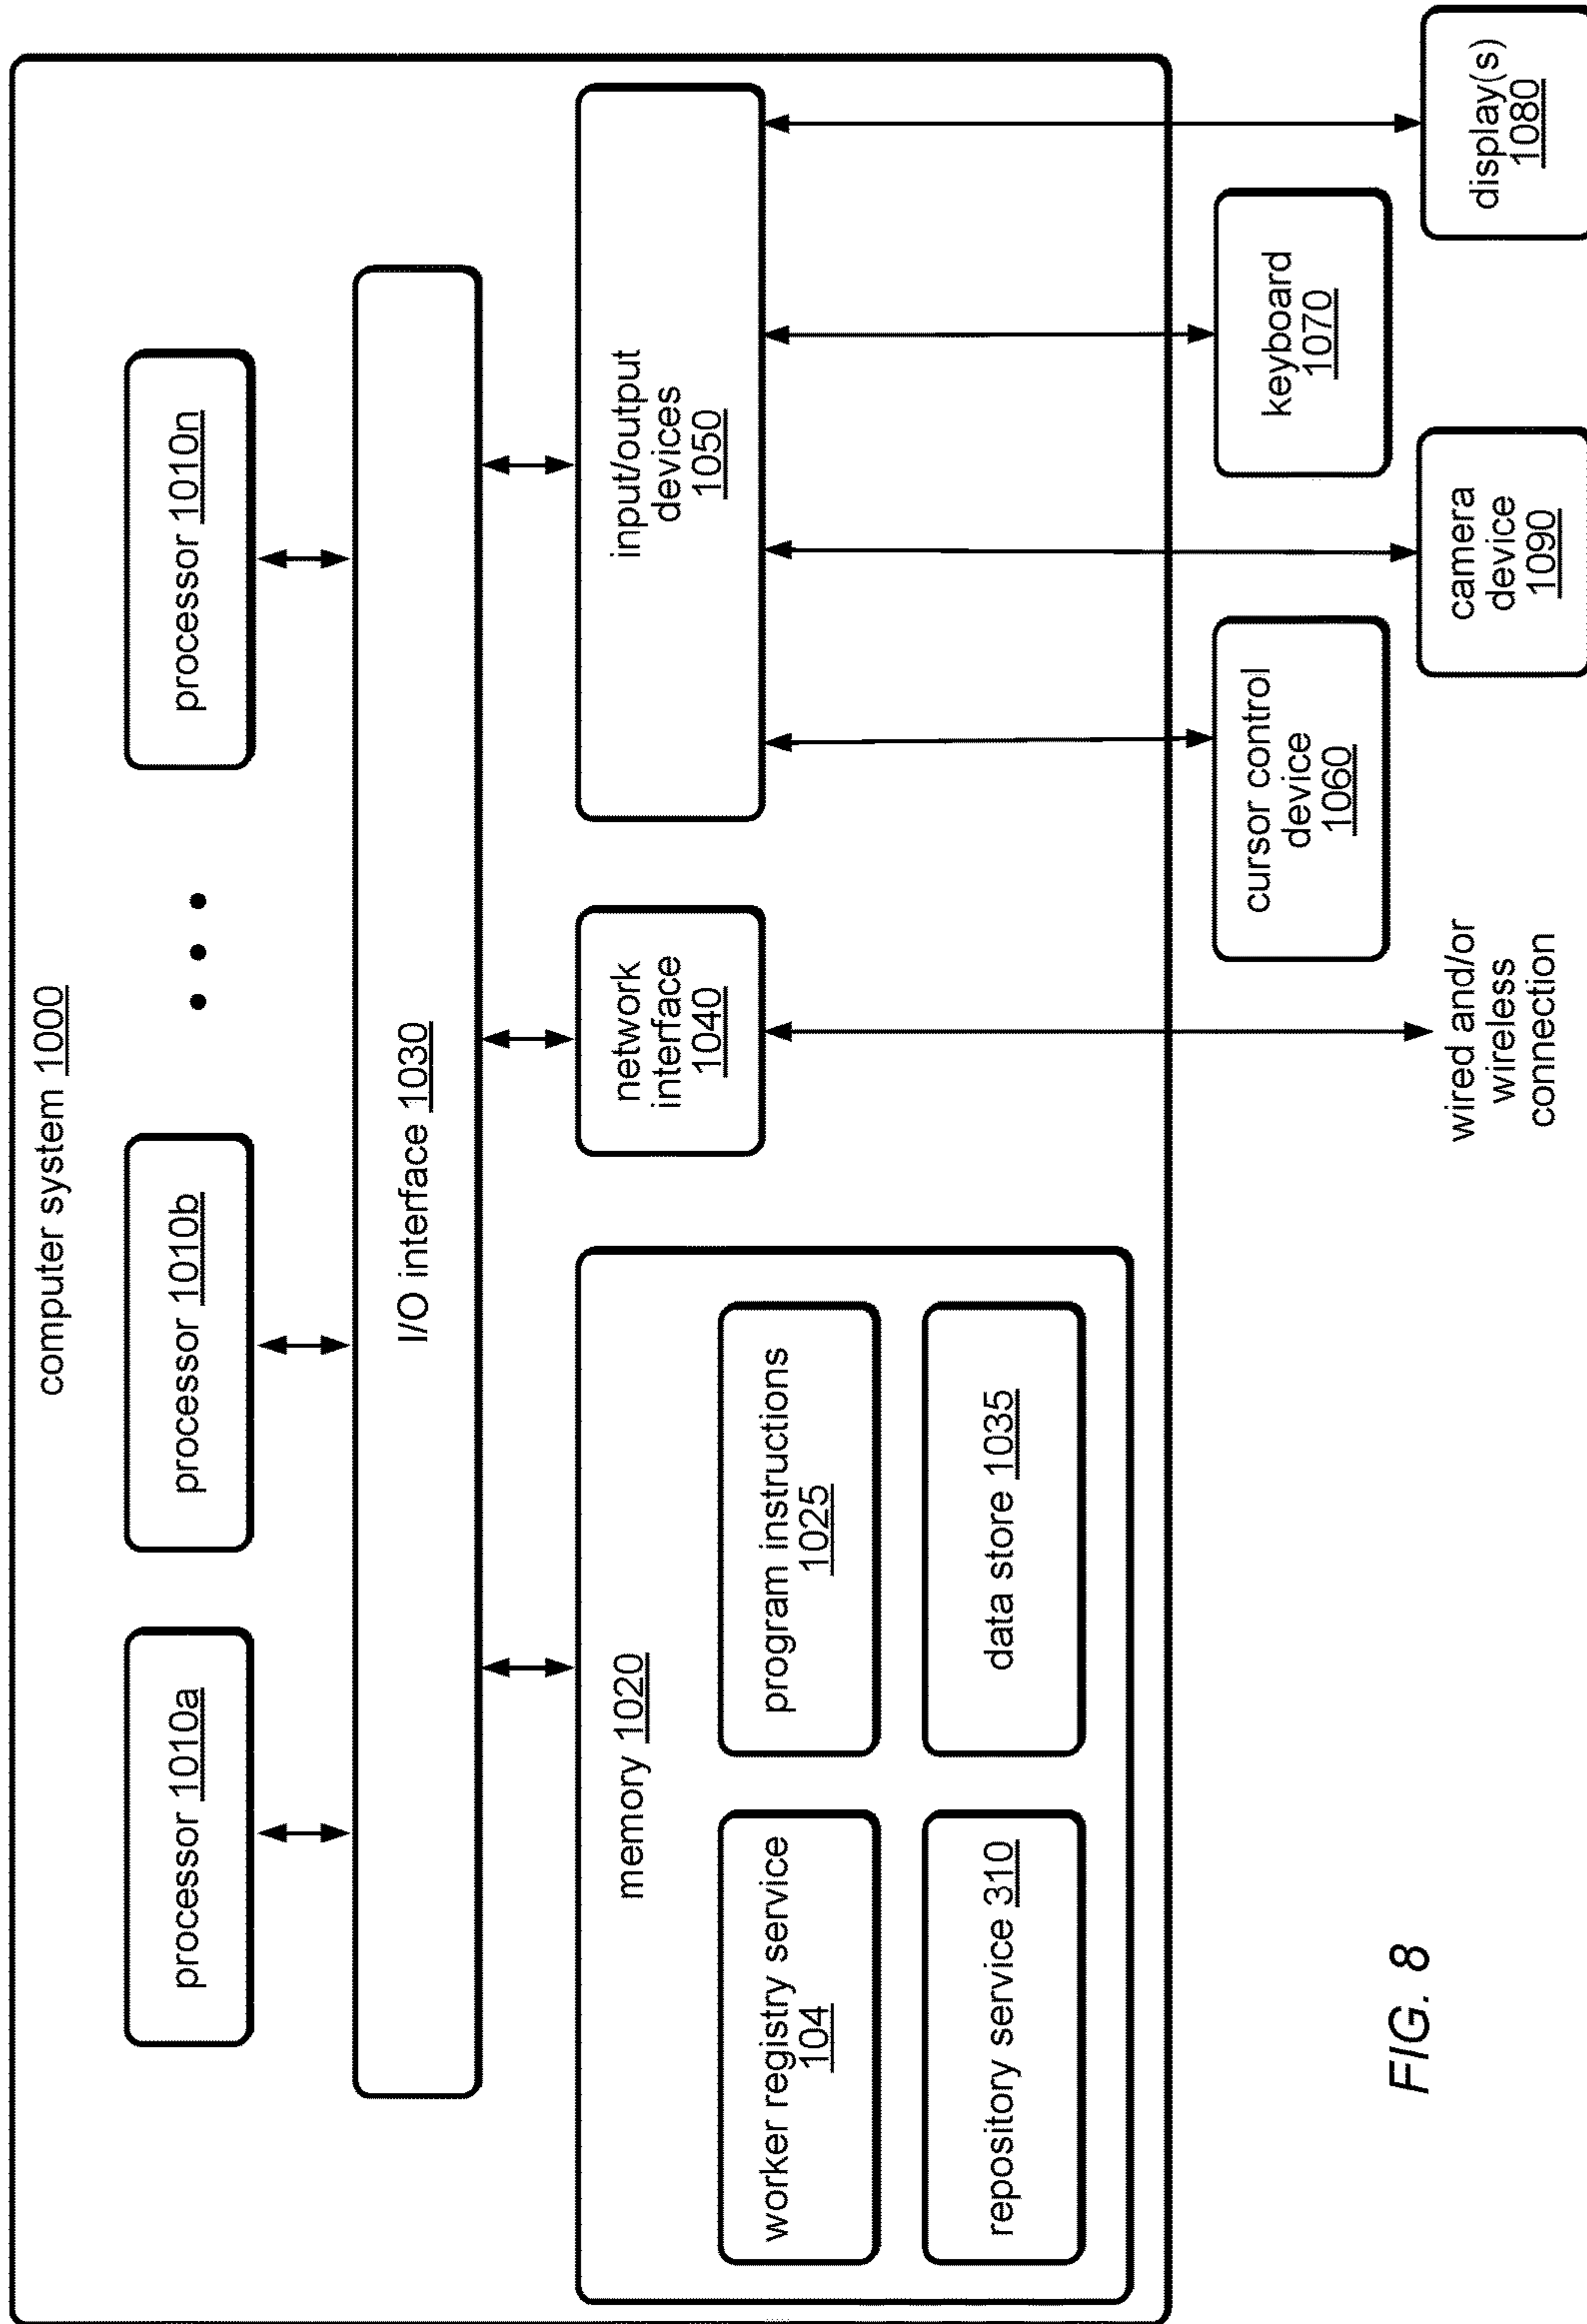 computer system 1000
processor 1010a
processor 1010b
processor 1010n
I/O interface 1030
memory 1020
worker registry service
104
program instructions
1025
repository service 310
data store 1035
network
interface
1040
input/output
devices
1050
cursor control
device
1060
keyboard
1070
wired and/or
wireless
connection
camera
device
1090
display(s)
1080
FIG. 8